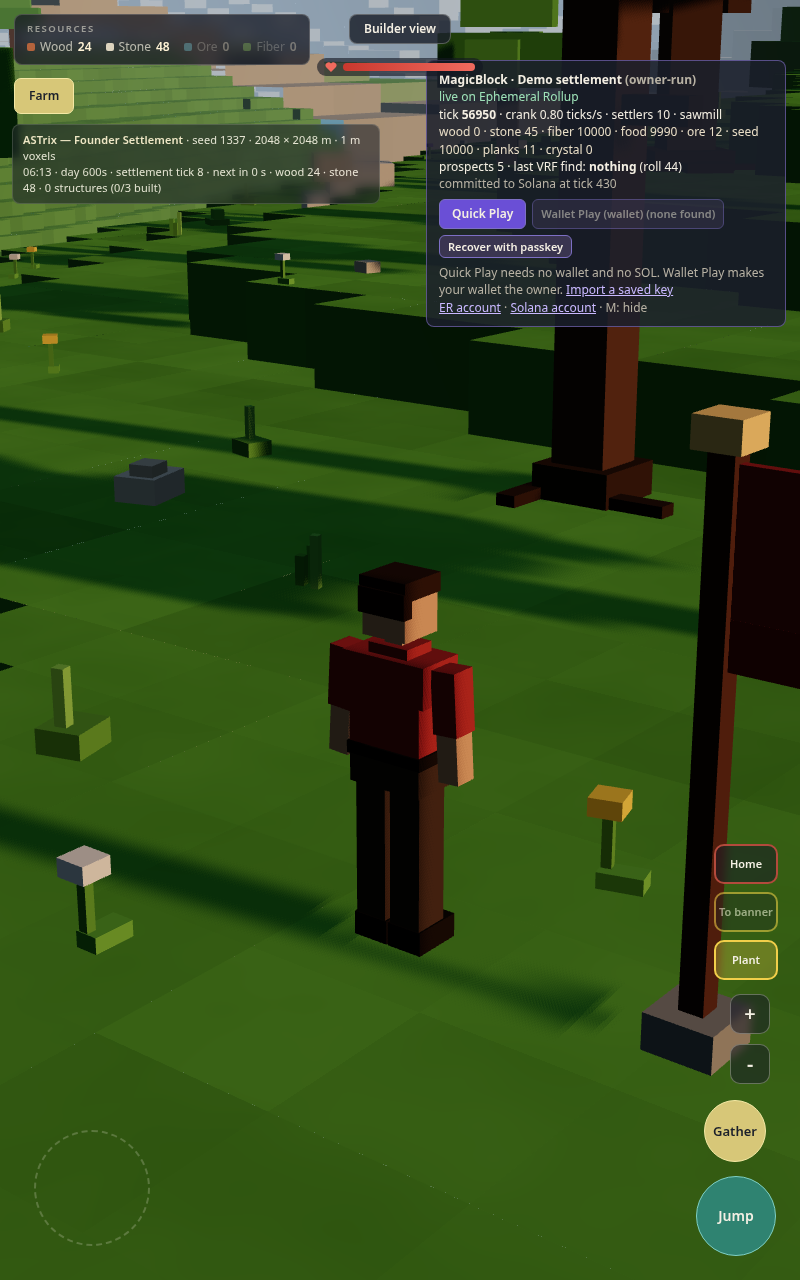 RESOURCES
Wood 24 Stone 48 Ore 0 Fiber 0
Builder view
Farm
ASTrix — Founder Settlement · seed 1337 · 2048 × 2048 m · 1 m
voxels
06:13 · day 600s · settlement tick 8 · next in 0 s · wood 24 · stone
48 · 0 structures (0/3 built)
MagicBlock · Demo settlement (owner-run)
live on Ephemeral Rollup
tick 56950 · crank 0.80 ticks/s · settlers 10 · sawmill
wood 0 · stone 45 · fiber 10000 · food 9990 · ore 12 · seed
10000 · planks 11 · crystal 0
prospects 5 · last VRF find: nothing (roll 44)
committed to Solana at tick 430
Quick Play Wallet Play (wallet) (none found)
Recover with passkey
Quick Play needs no wallet and no SOL. Wallet Play makes
your wallet the owner. Import a saved key
ER account · Solana account · M: hide
Home
To banner
Plant
+
-
Gather
Jump